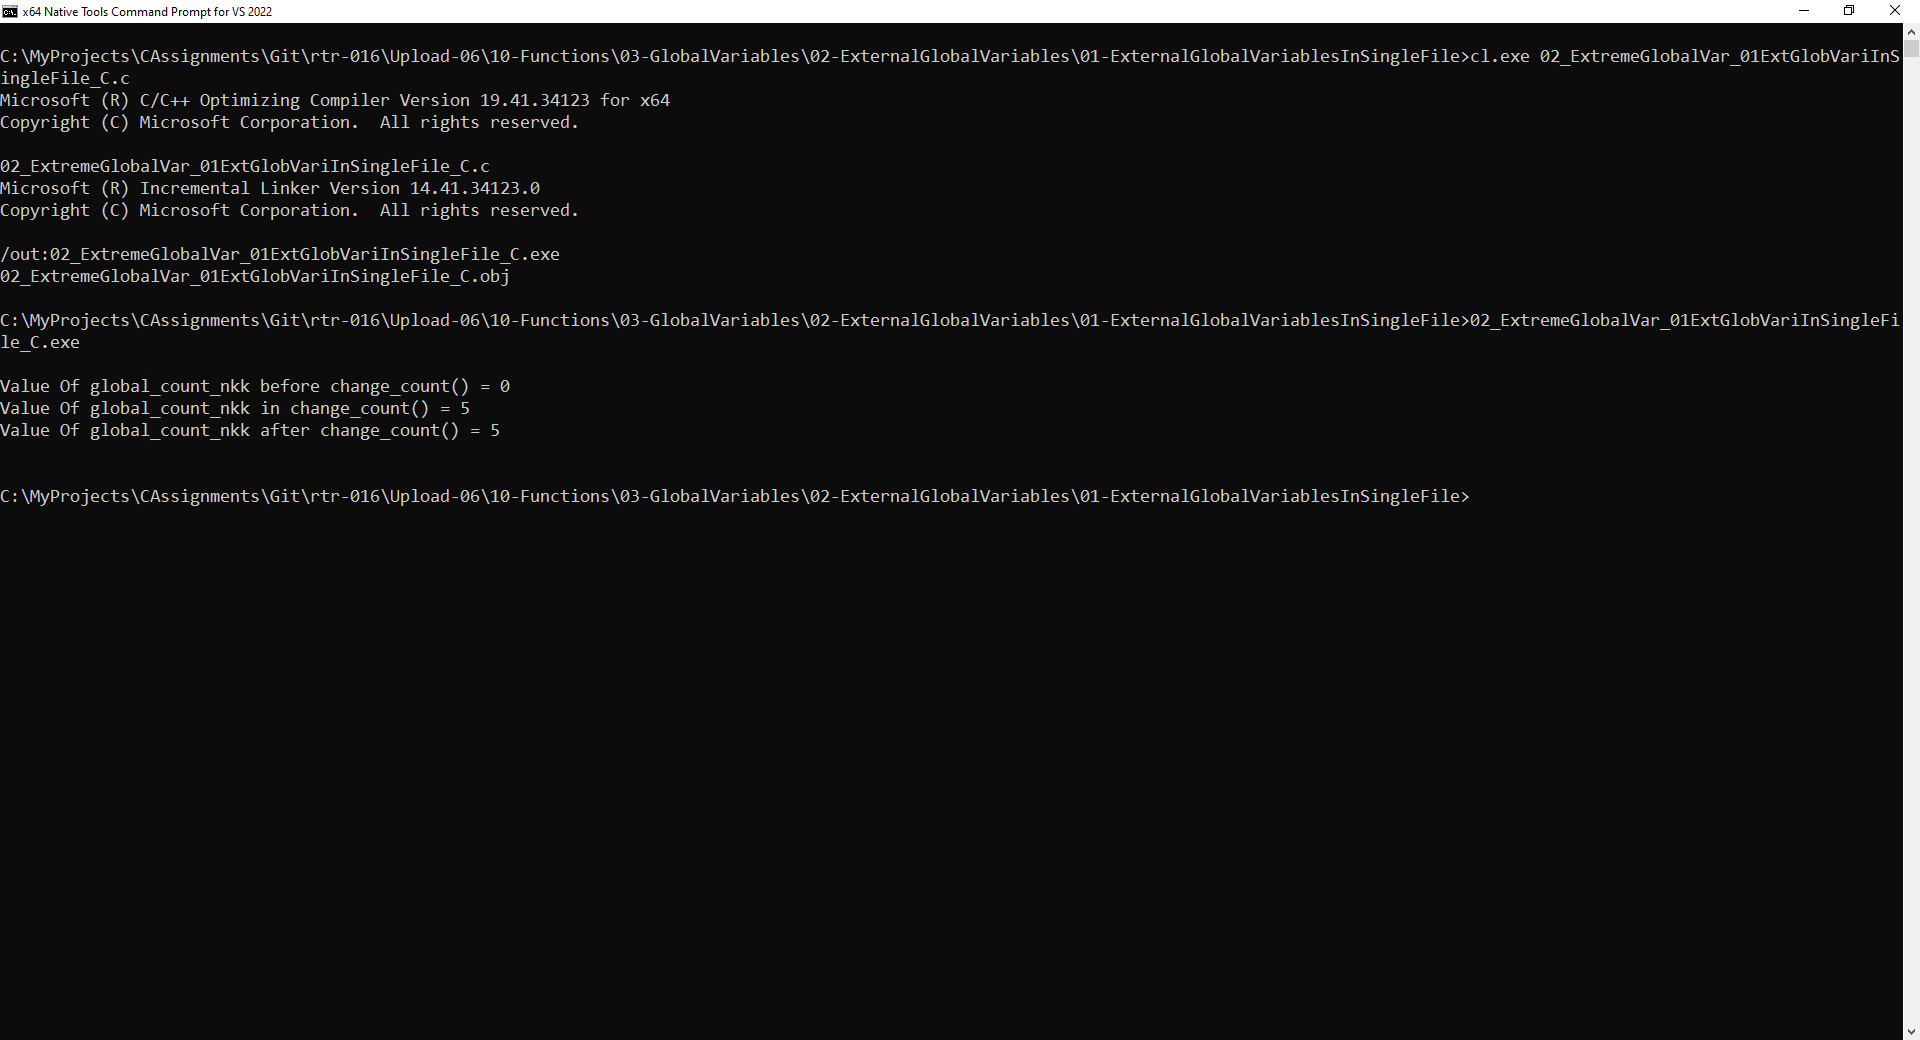 x64 Native Tools Command Prompt for VS 2022
C:\MyProjects\CAssignments\Git\rtr-016\Upload-06\10-Functions\03-GlobalVariables\02-ExternalGlobalVariables\01-ExternalGlobalVariablesInSingleFile>cl.exe 02_ExtremeGlobalVar_01ExtGlobVariInS
ingleFile_C.c
Microsoft (R) C/C++ Optimizing Compiler Version 19.41.34123 for x64
Copyright (C) Microsoft Corporation.  All rights reserved.
02_ExtremeGlobalVar_01ExtGlobVariInSingleFile_C.c
Microsoft (R) Incremental Linker Version 14.41.34123.0
Copyright (C) Microsoft Corporation.  All rights reserved.
/out:02_ExtremeGlobalVar_01ExtGlobVariInSingleFile_C.exe
02_ExtremeGlobalVar_01ExtGlobVariInSingleFile_C.obj
C:\MyProjects\CAssignments\Git\rtr-016\Upload-06\10-Functions\03-GlobalVariables\02-ExternalGlobalVariables\01-ExternalGlobalVariablesInSingleFile>02_ExtremeGlobalVar_01ExtGlobVariInSingleFi
le_C.exe
Value Of global_count_nkk before change_count() = 0
Value Of global_count_nkk in change_count() = 5
Value Of global_count_nkk after change_count() = 5
C:\MyProjects\CAssignments\Git\rtr-016\Upload-06\10-Functions\03-GlobalVariables\02-ExternalGlobalVariables\01-ExternalGlobalVariablesInSingleFile>